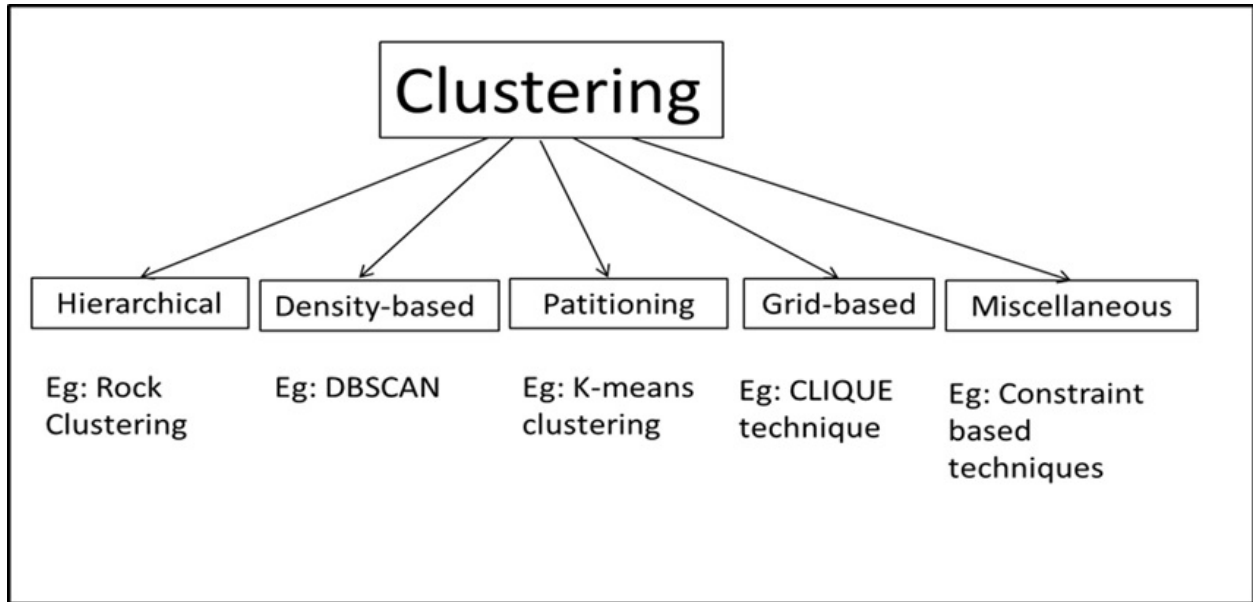 Clustering
Hierarchical
Density-based
Patitioning
Grid-based
Miscellaneous
Eg: Rock
Clustering
Eg: DBSCAN
Eg: K-means
clustering
Eg: CLIQUE
technique
Eg: Constraint
based
techniques